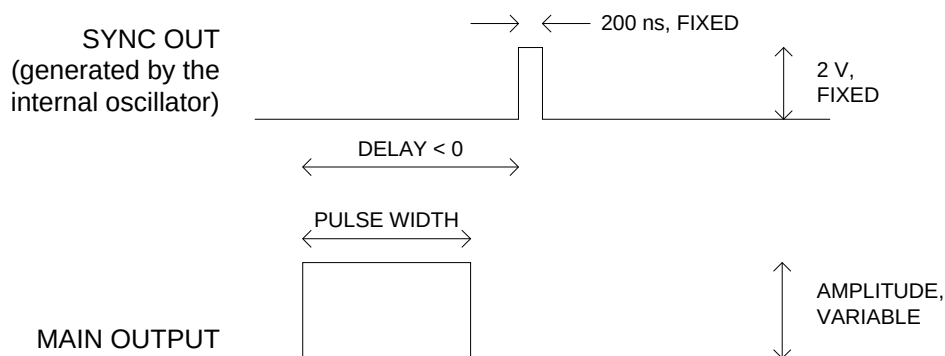 SYNC OUT
(generated by the
internal oscillator)
200 ns, FIXED
2 V,
FIXED
DELAY < 0
PULSE WIDTH
AMPLITUDE,
VARIABLE
MAIN OUTPUT